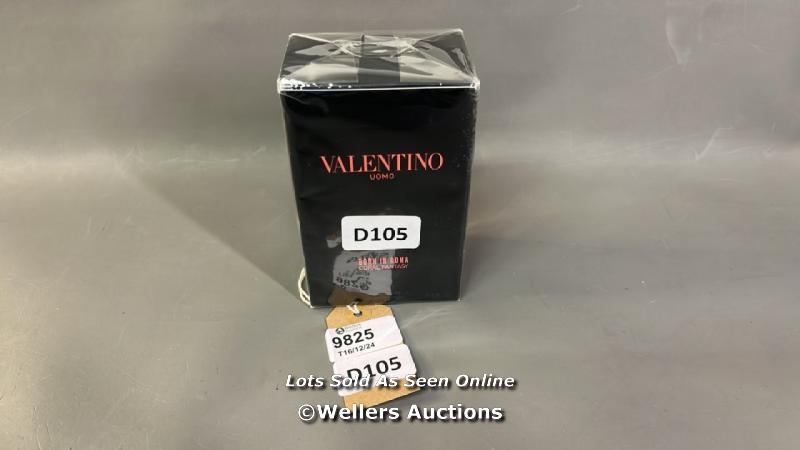 VALENTINO
UOMO
D105
BORN IN ROMA
CORAL FANTASY
9825
T16/12/24
D105
Lots Sold As Seen Online
©Wellers Auctions